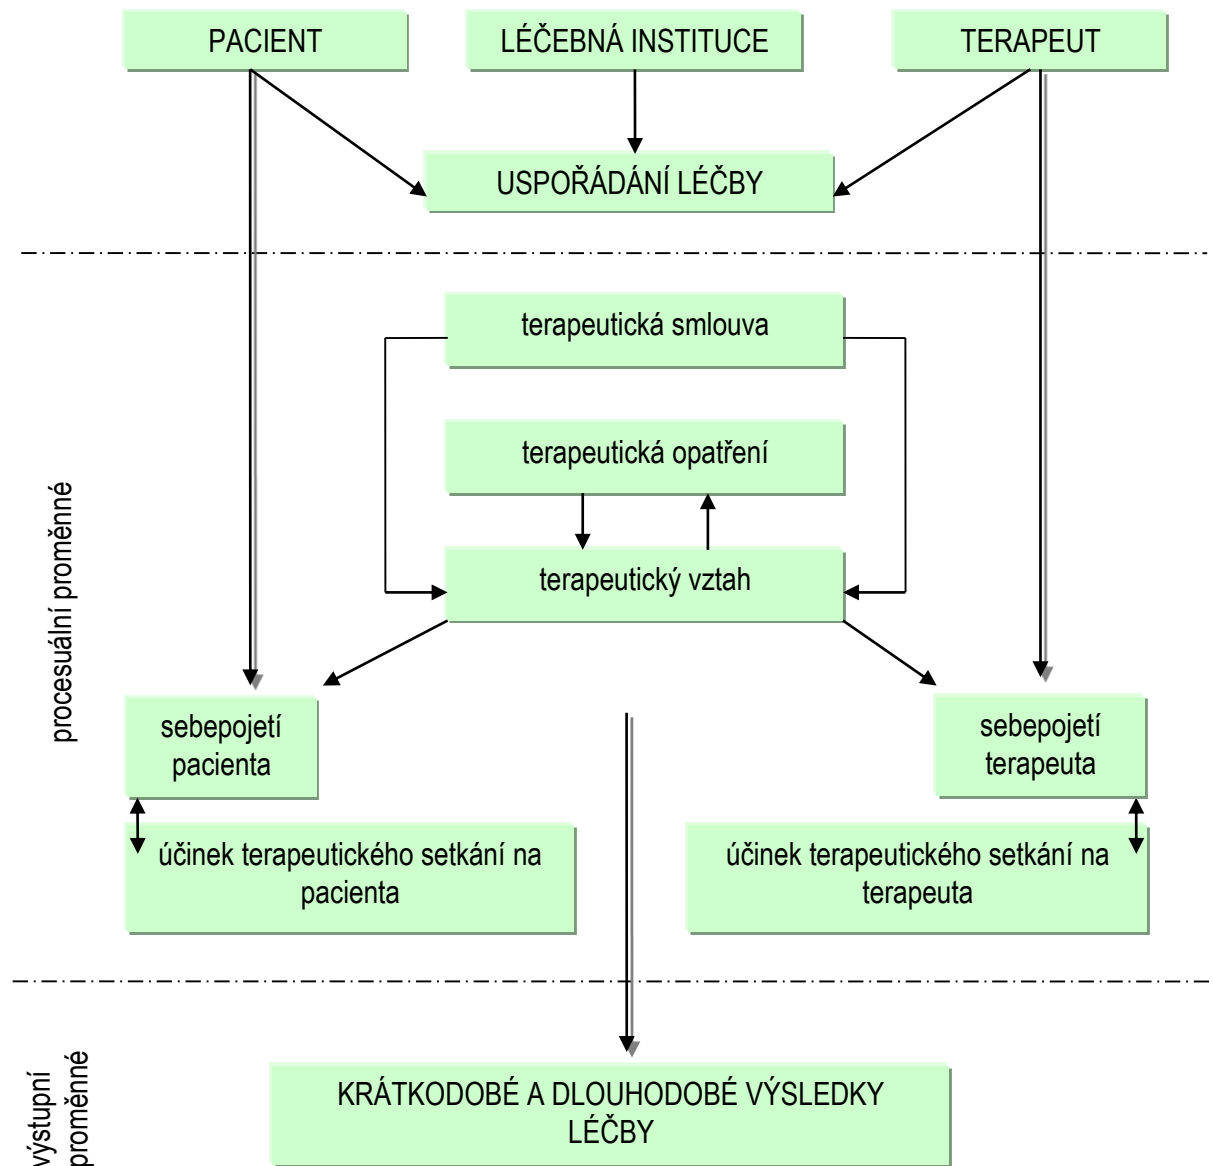 PACIENT
LÉČEBNÁ INSTITUCE
TERAPEUT
USPOŘÁDÁNÍ LÉČBY
terapeutická smlouva
terapeutická opatření
terapeutický vztah
procesuální proměnné
sebepojetí
pacienta
sebepojetí
terapeuta
účinek terapeutického setkání na
pacienta
účinek terapeutického setkání na
terapeuta
výstupní
proměnné
KRÁTKODOBÉ A DLOUHODOBÉ VÝSLEDKY
LÉČBY